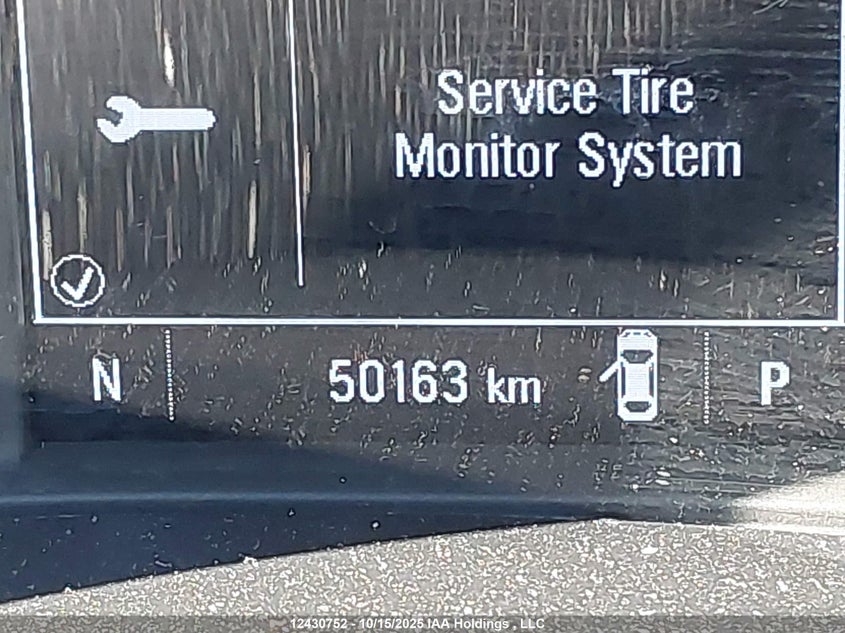 Service Tire
Monitor System
N
50163 km
P
12430752 - 10/15/2025 IAA Holdings , LLC